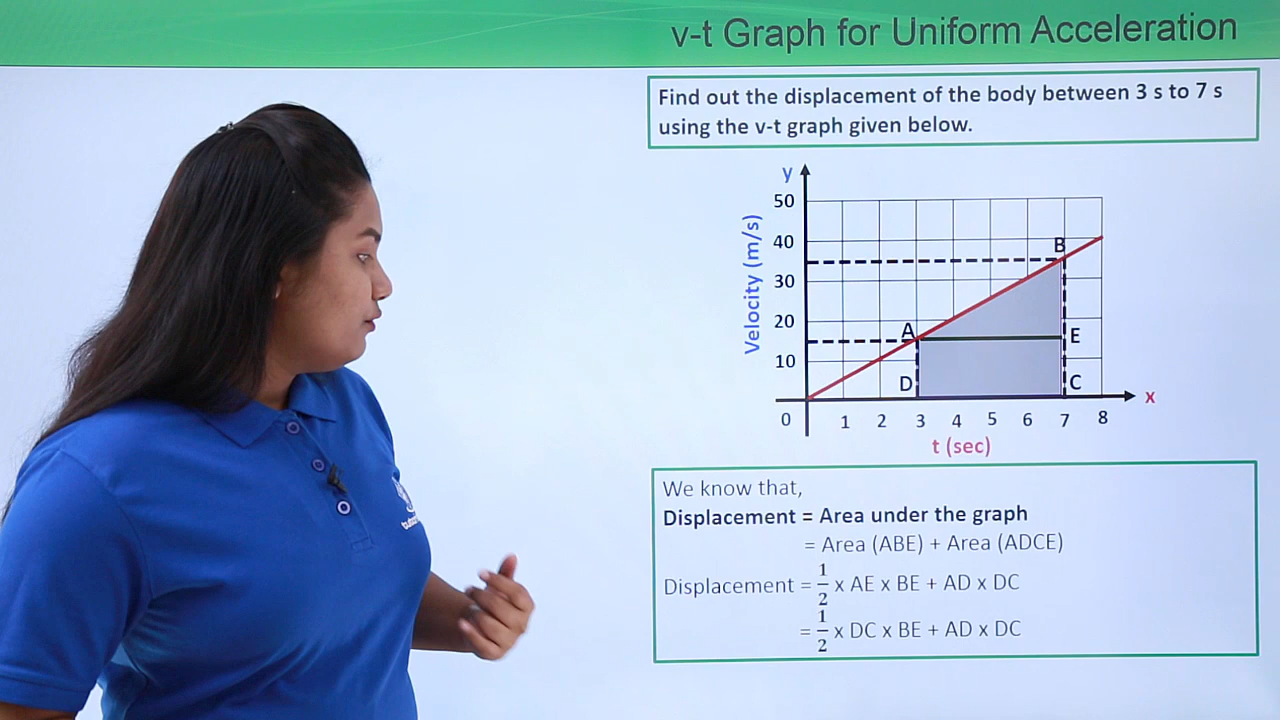 v-t Graph for Uniform Acceleration
Find out the displacement of the body between 3 s to 7 s
using the v-t graph given below.
y
50
40
30
20
10
0
Velocity (m/s)
A
B
D
E
C
1 2 3 4 5 6 7 8
x
t (sec)
We know that,
Displacement = Area under the graph
= Area (ABE) + Area (ADCE)
Displacement = 1/2 x AE x BE + AD x DC
= 1/2 x DC x BE + AD x DC